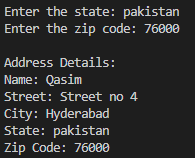 Enter the state: pakistan
Enter the zip code: 76000
Address Details:
Name: Qasim
Street: Street no 4
City: Hyderabad
State: pakistan
Zip Code: 76000